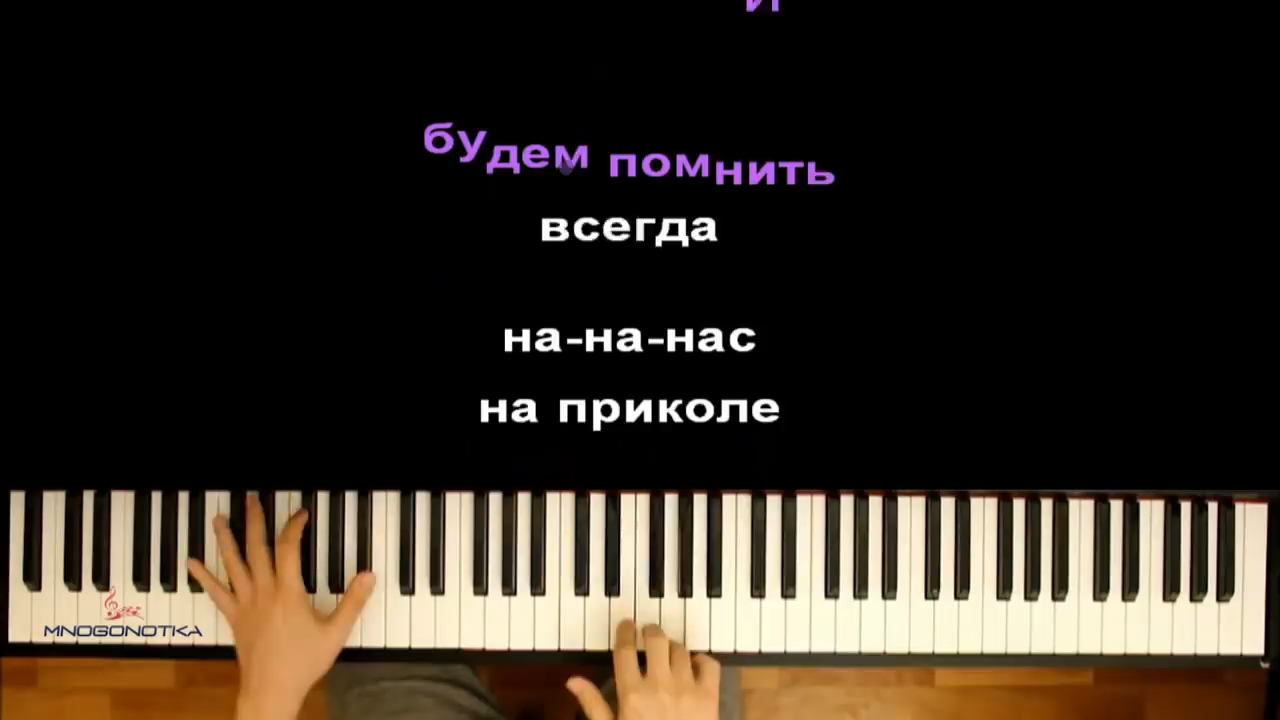 и
будем помнить
всегда
на-на-нас
на приколе
MNOGONOTKA